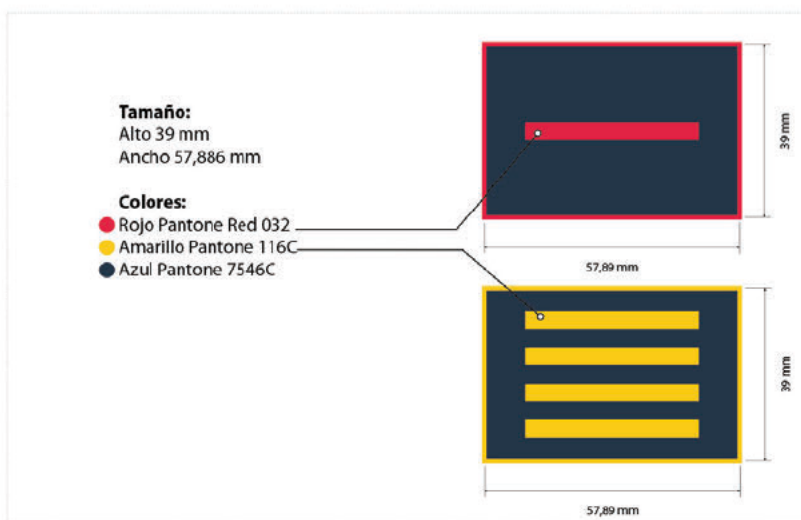 Tamaño:
Alto 39 mm
Ancho 57,886 mm
Colores:
Rojo Pantone Red 032
Amarillo Pantone 116C
Azul Pantone 7546C
39 mm
57,89 mm
39 mm
57,89 mm